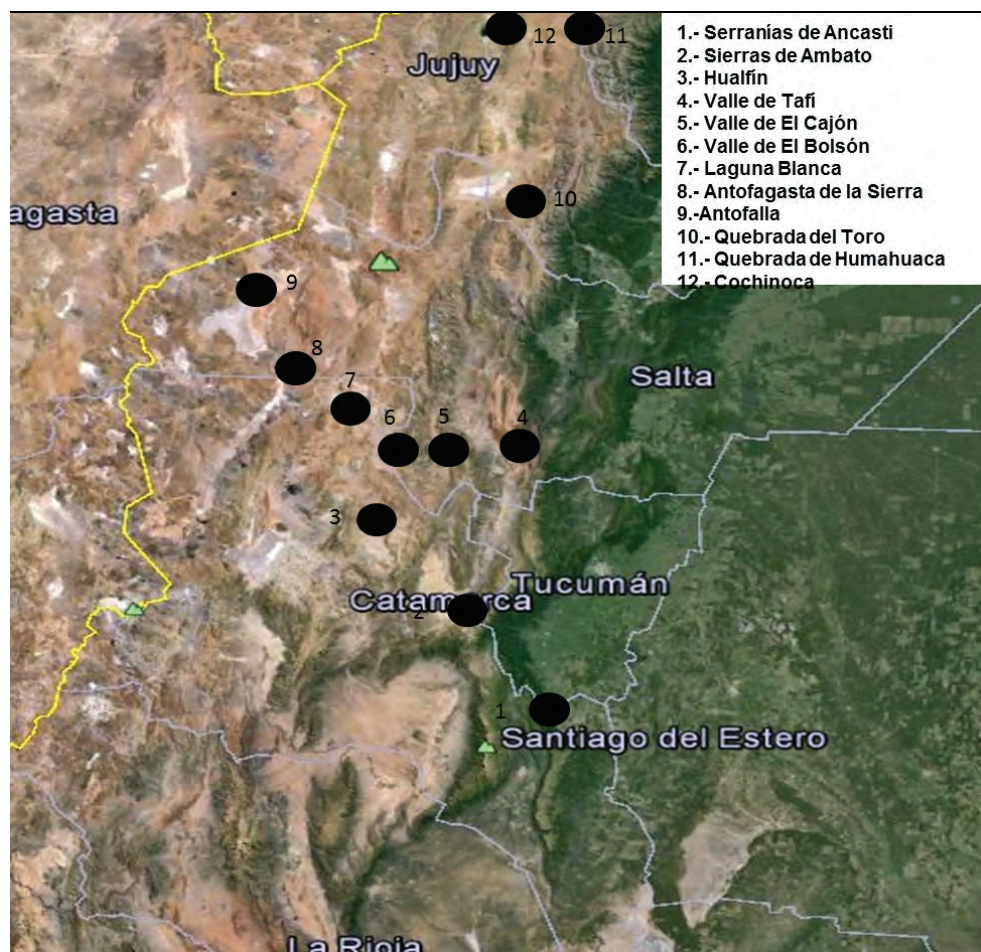 12
11
Jujuy
1.- Serranías de Ancasti
2.- Sierras de Ambato
3.- Hualfín
4.- Valle de Tafí
5.- Valle de El Cajón
6.- Valle de El Bolsón
7.- Laguna Blanca
8.- Antofagasta de la Sierra
9.-Antofalla
10.- Quebrada del Toro
11.- Quebrada de Humahuaca
12.- Cochinoca
10
agasta
9
8
Salta
7
6
5
4
3
Tucumán
Catamarca
2
1
Santiago del Estero
La Rioja